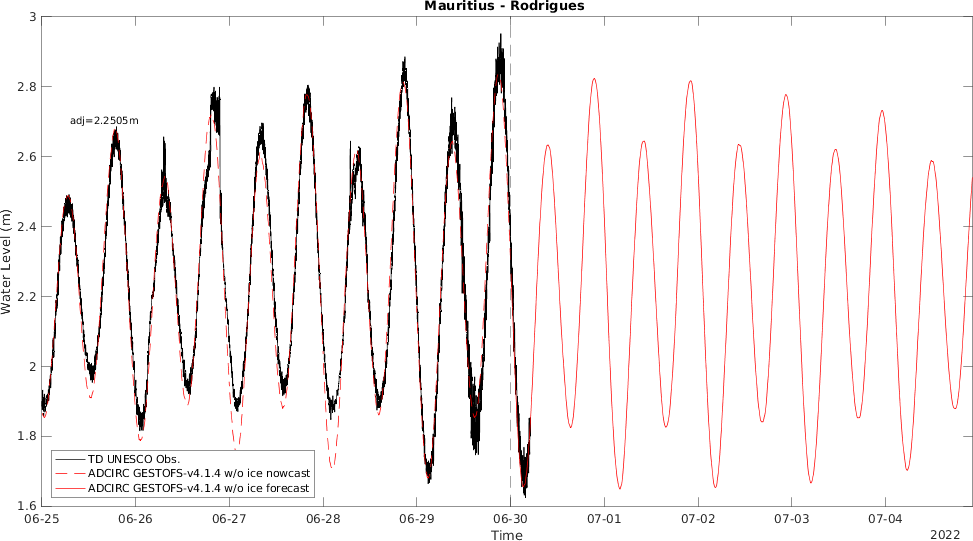 Mauritius - Rodrigues
3
2.8
2.6
2.4
2.2
2
1.8
1.6
Water Level (m)
adj=2.2505m
TD UNESCO Obs.
ADCIRC GESTOFS-v4.1.4 w/o ice nowcast
ADCIRC GESTOFS-v4.1.4 w/o ice forecast
06-25 06-26 06-27 06-28 06-29 06-30 07-01 07-02 07-03 07-04
Time
2022